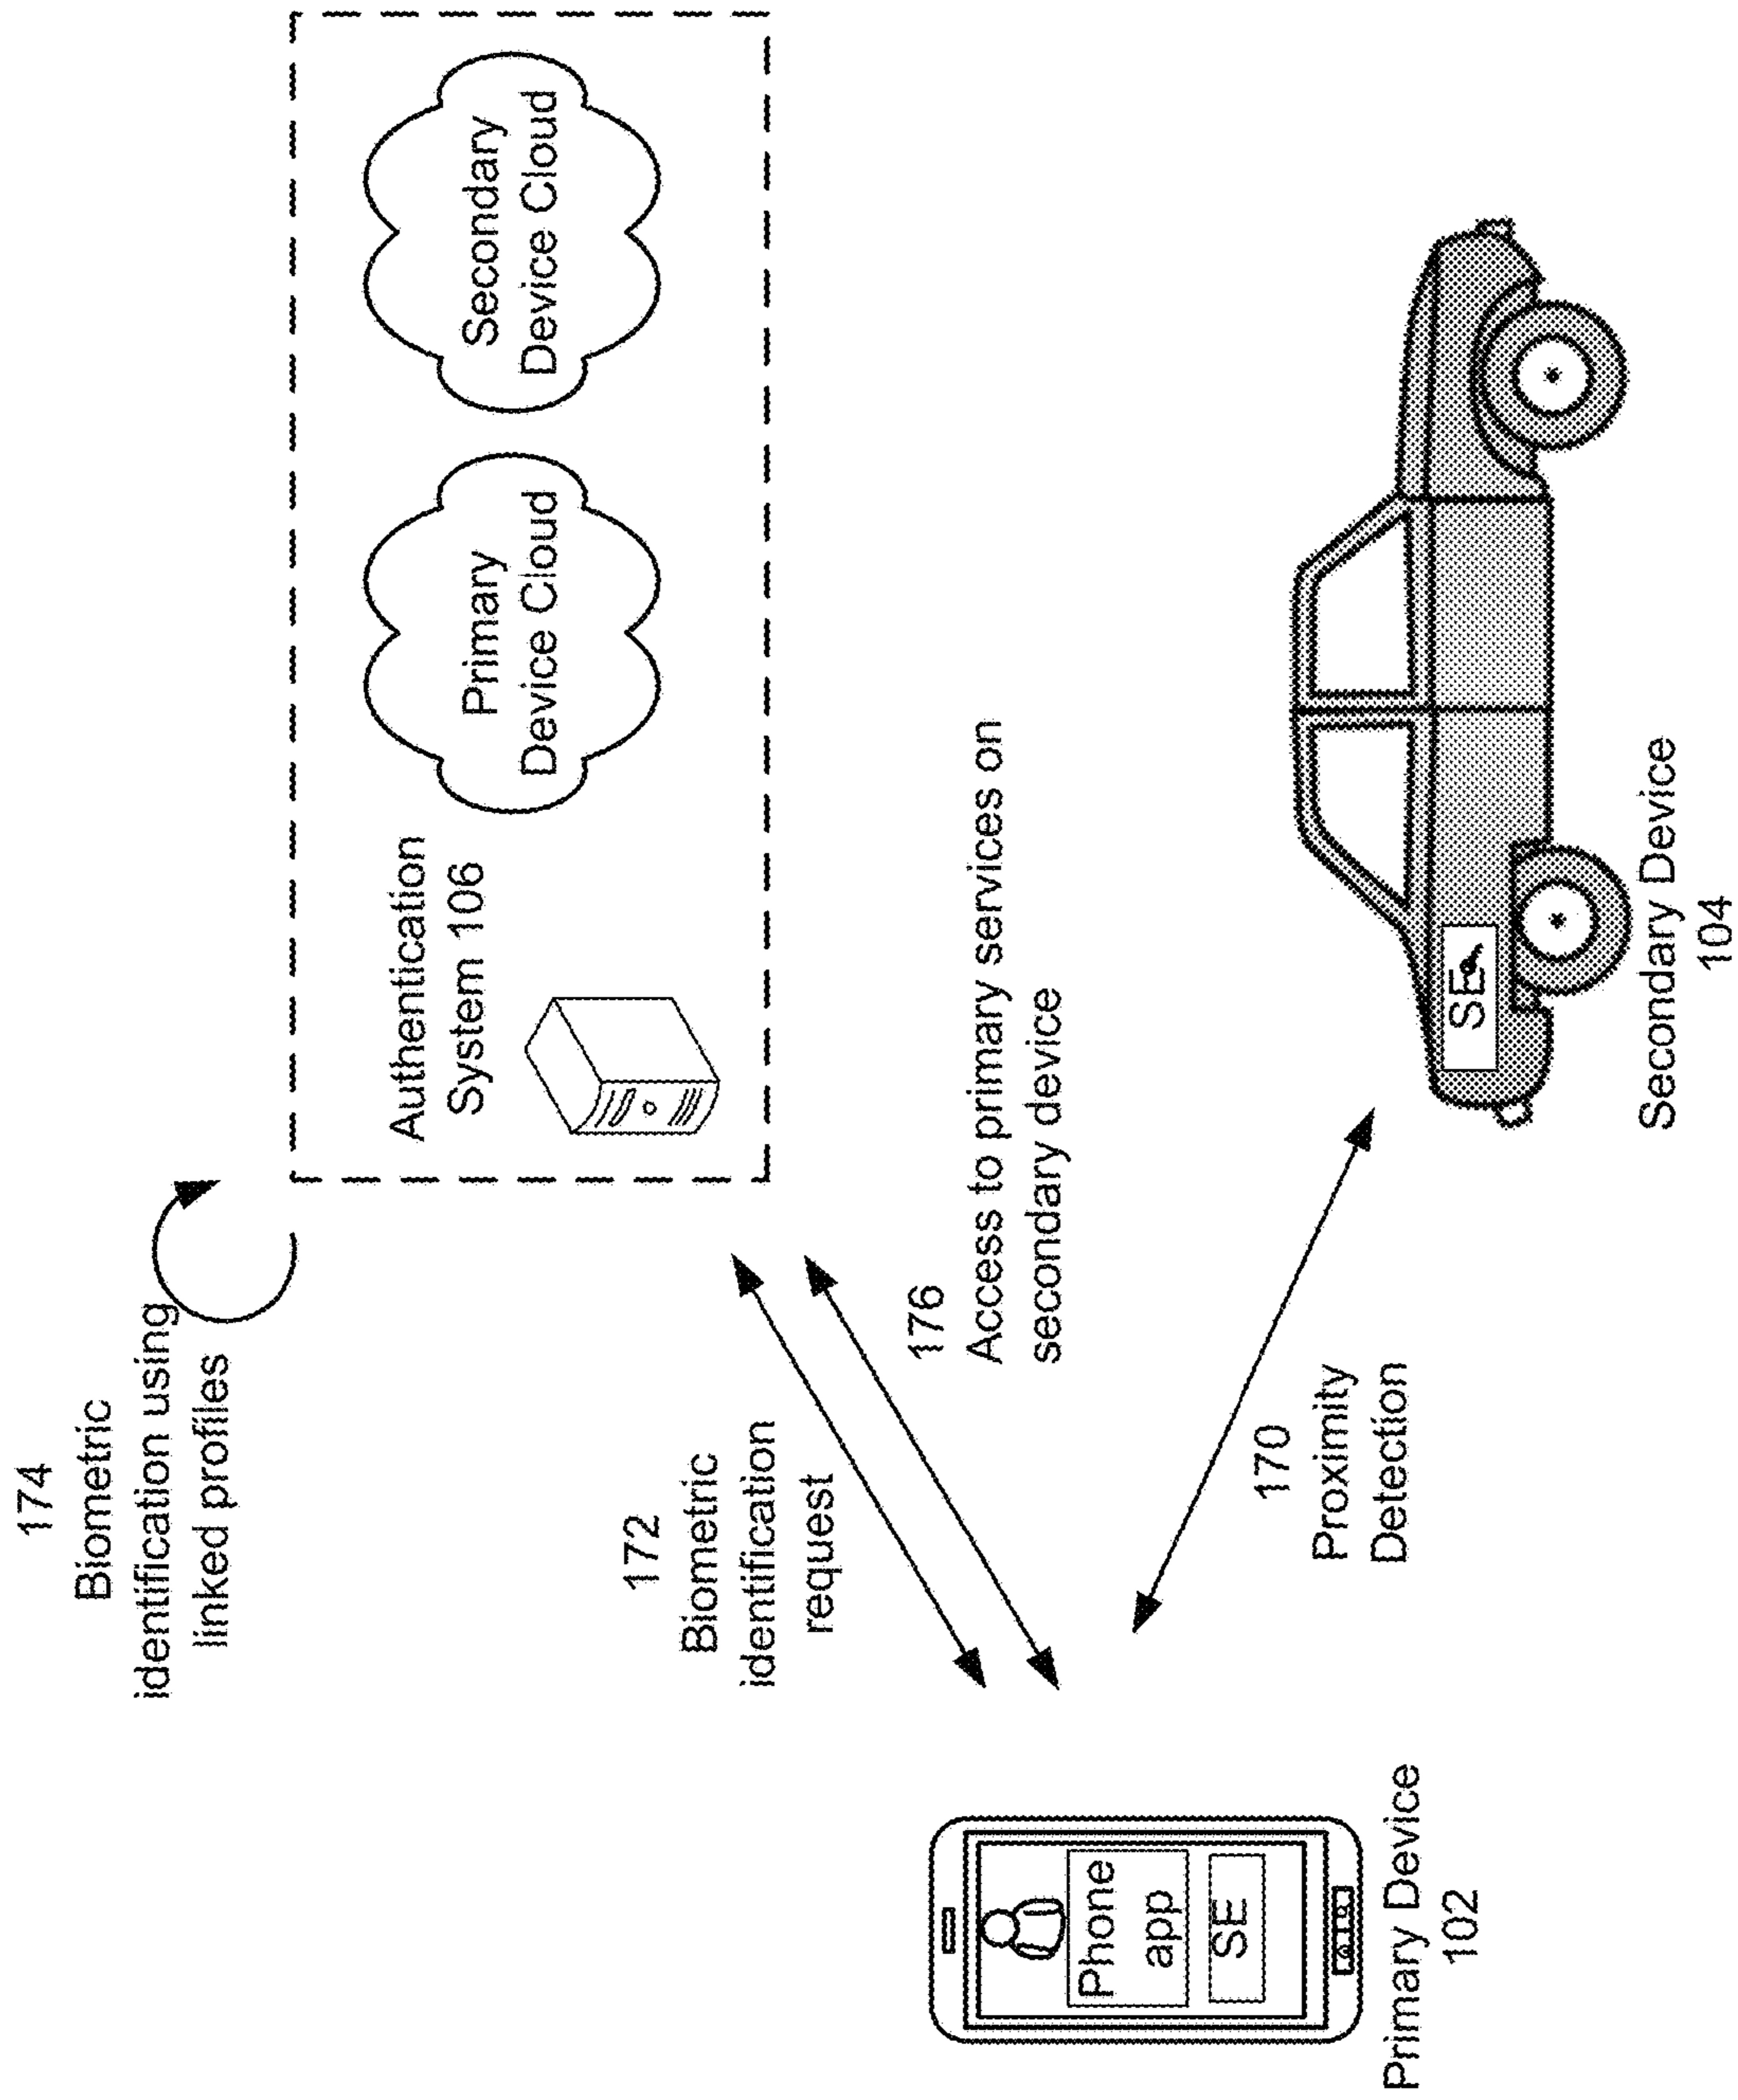 174
Biometric
identification using
linked profiles
Authentication
System 106
Primary
Device Cloud
Secondary
Device Cloud
172
Biometric
identification
request
176
Access to primary services on
secondary device
170
Proximity
Detection
Phone
app
SE
Primary Device
102
SE
Secondary Device
104